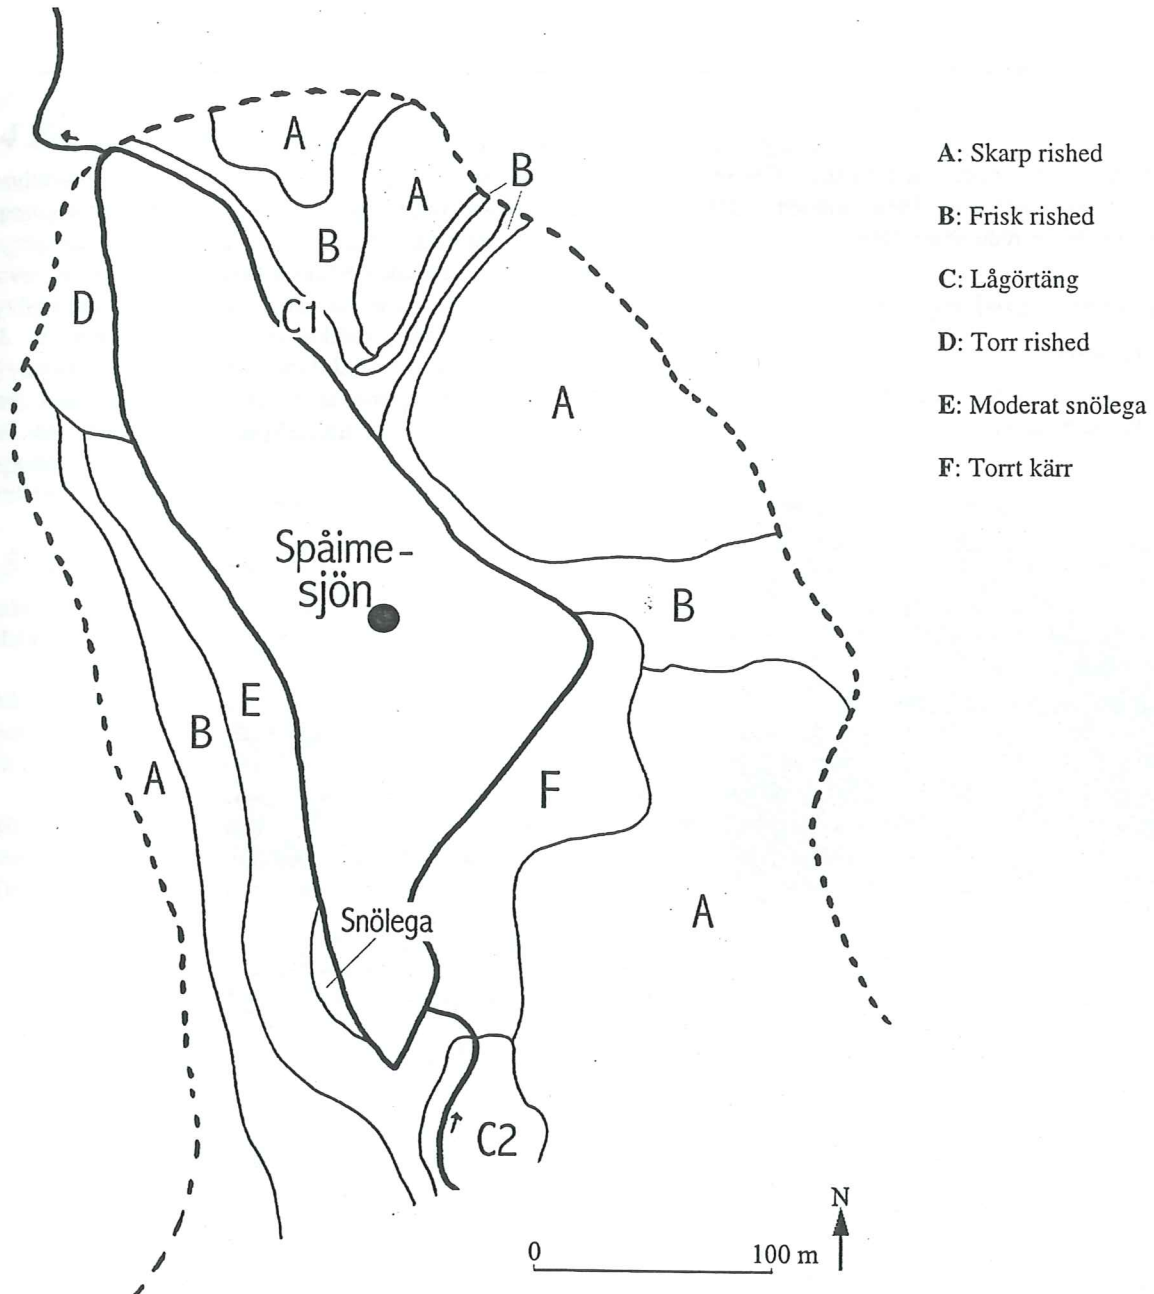 A
B
A
B
D
C1
A
A: Skarp rished
B: Frisk rished
C: Lågörtäng
D: Torr rished
E: Moderat snölega
F: Torrt kärr
Spåime-
sjön
B
E
B
A
F
Snölega
A
C2
N
0 100 m